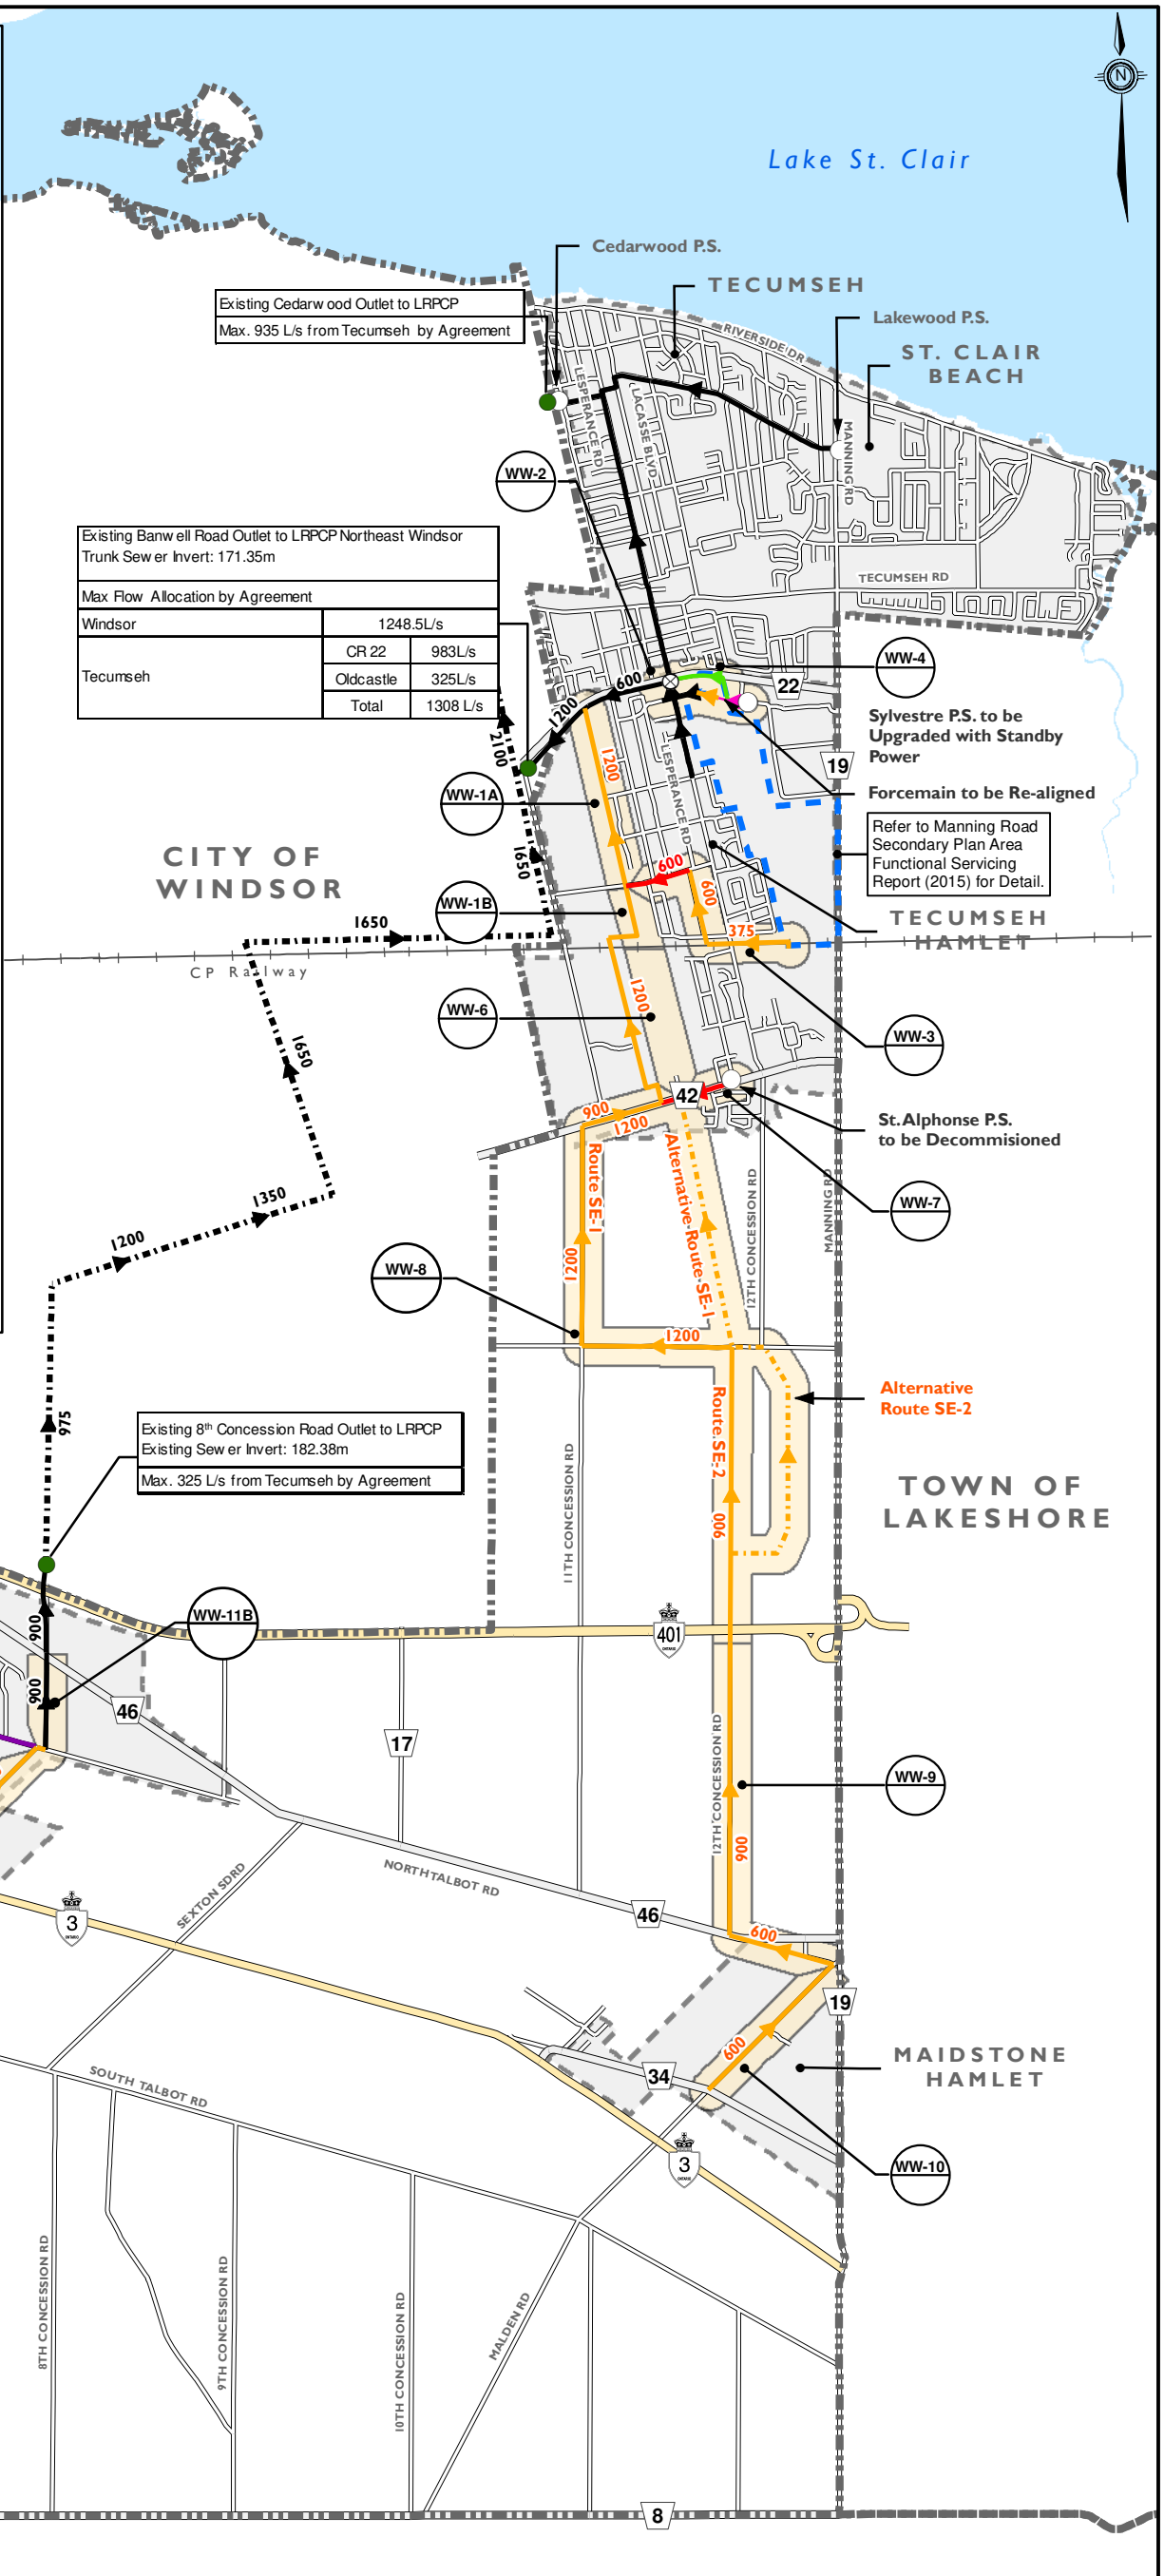 N
Lake St. Clair
Cedarwood P.S.
TECUMSEH
Existing Cedarwood Outlet to LRPCP
Max. 935 L/s from Tecumseh by Agreement
Lakewood P.S.
RIVERSIDE DR
ST. CLAIR
BEACH
LESPERANCE RD
LACASSE BLVD
MANNING RD
WW-2
Existing Banwell Road Outlet to LRPCP Northeast Windsor
Trunk Sewer Invert: 171.35m
Max Flow Allocation by Agreement
Windsor 1248.5L/s
Tecumseh
CR 22 983L/s
Oldcastle 325L/s
Total 1308 L/s
TECUMSEH RD
WW-4
22
600
1200
2100
1200
Sylvestre P.S. to be
Upgraded with Standby
Power
19
LESPERANCE RD
Forcemain to be Re-aligned
WW-1A
Refer to Manning Road
Secondary Plan Area
Functional Servicing
Report (2015) for Detail.
CITY OF
WINDSOR
1650
600
600
WW-1B
TECUMSEH
HAMLET
1650
375
CP Railway
1200
WW-6
WW-3
1650
42
900
1200
St. Alphonse P.S.
to be Decommisioned
Route SE-1
Alternative Route SE-1
12TH CONCESSION RD
MANNING RD
WW-7
1350
1200
1200
WW-8
1200
Alternative
Route SE-2
Route SE-2
975
Existing 8th Concession Road Outlet to LRPCP
Existing Sewer Invert: 182.38m
Max. 325 L/s from Tecumseh by Agreement
11TH CONCESSION RD
TOWN OF
LAKESHORE
900
WW-11B
900
401
ONTARIO
900
46
17
12TH CONCESSION RD
WW-9
900
NORTH TALBOT RD
SEXTON SDRD
46
3
ONTARIO
600
19
600
34
MAIDSTONE
HAMLET
SOUTH TALBOT RD
3
ONTARIO
WW-10
8TH CONCESSION RD
9TH CONCESSION RD
10TH CONCESSION RD
MALDEN RD
8